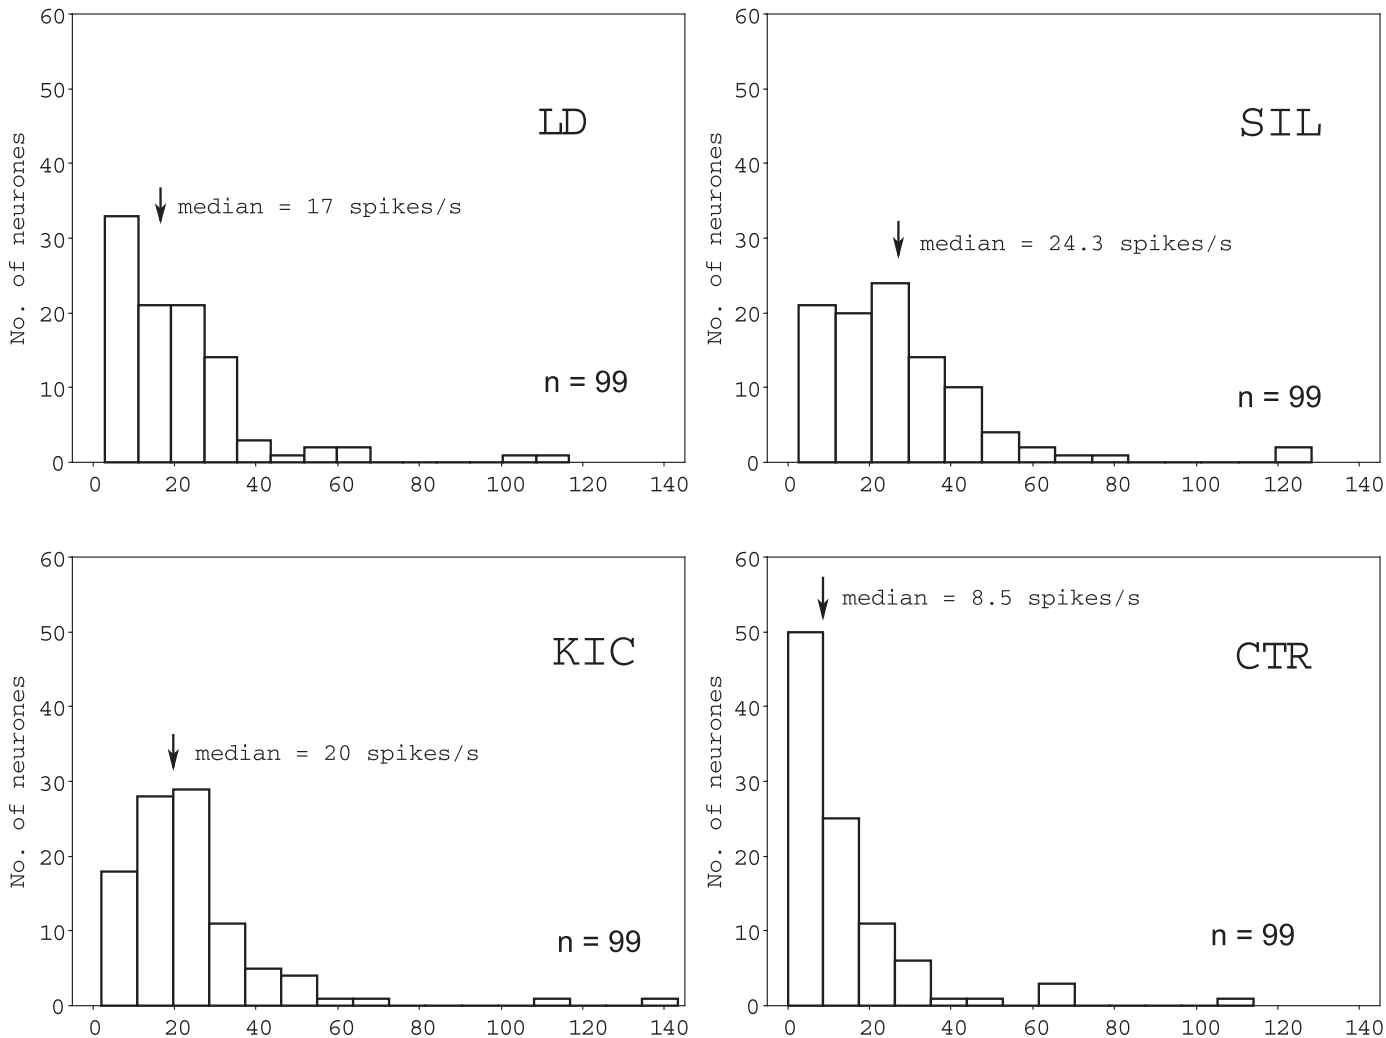 60
50
40
30
20
10
0
No. of neurones
LD
median = 17 spikes/s
n = 99
0 20 40 60 80 100 120 140
60
50
40
30
20
10
0
No. of neurones
SIL
median = 24.3 spikes/s
n = 99
0 20 40 60 80 100 120 140
60
50
40
30
20
10
0
No. of neurones
KIC
median = 20 spikes/s
n = 99
0 20 40 60 80 100 120 140
60
50
40
30
20
10
0
No. of neurones
median = 8.5 spikes/s
CTR
n = 99
0 20 40 60 80 100 120 140